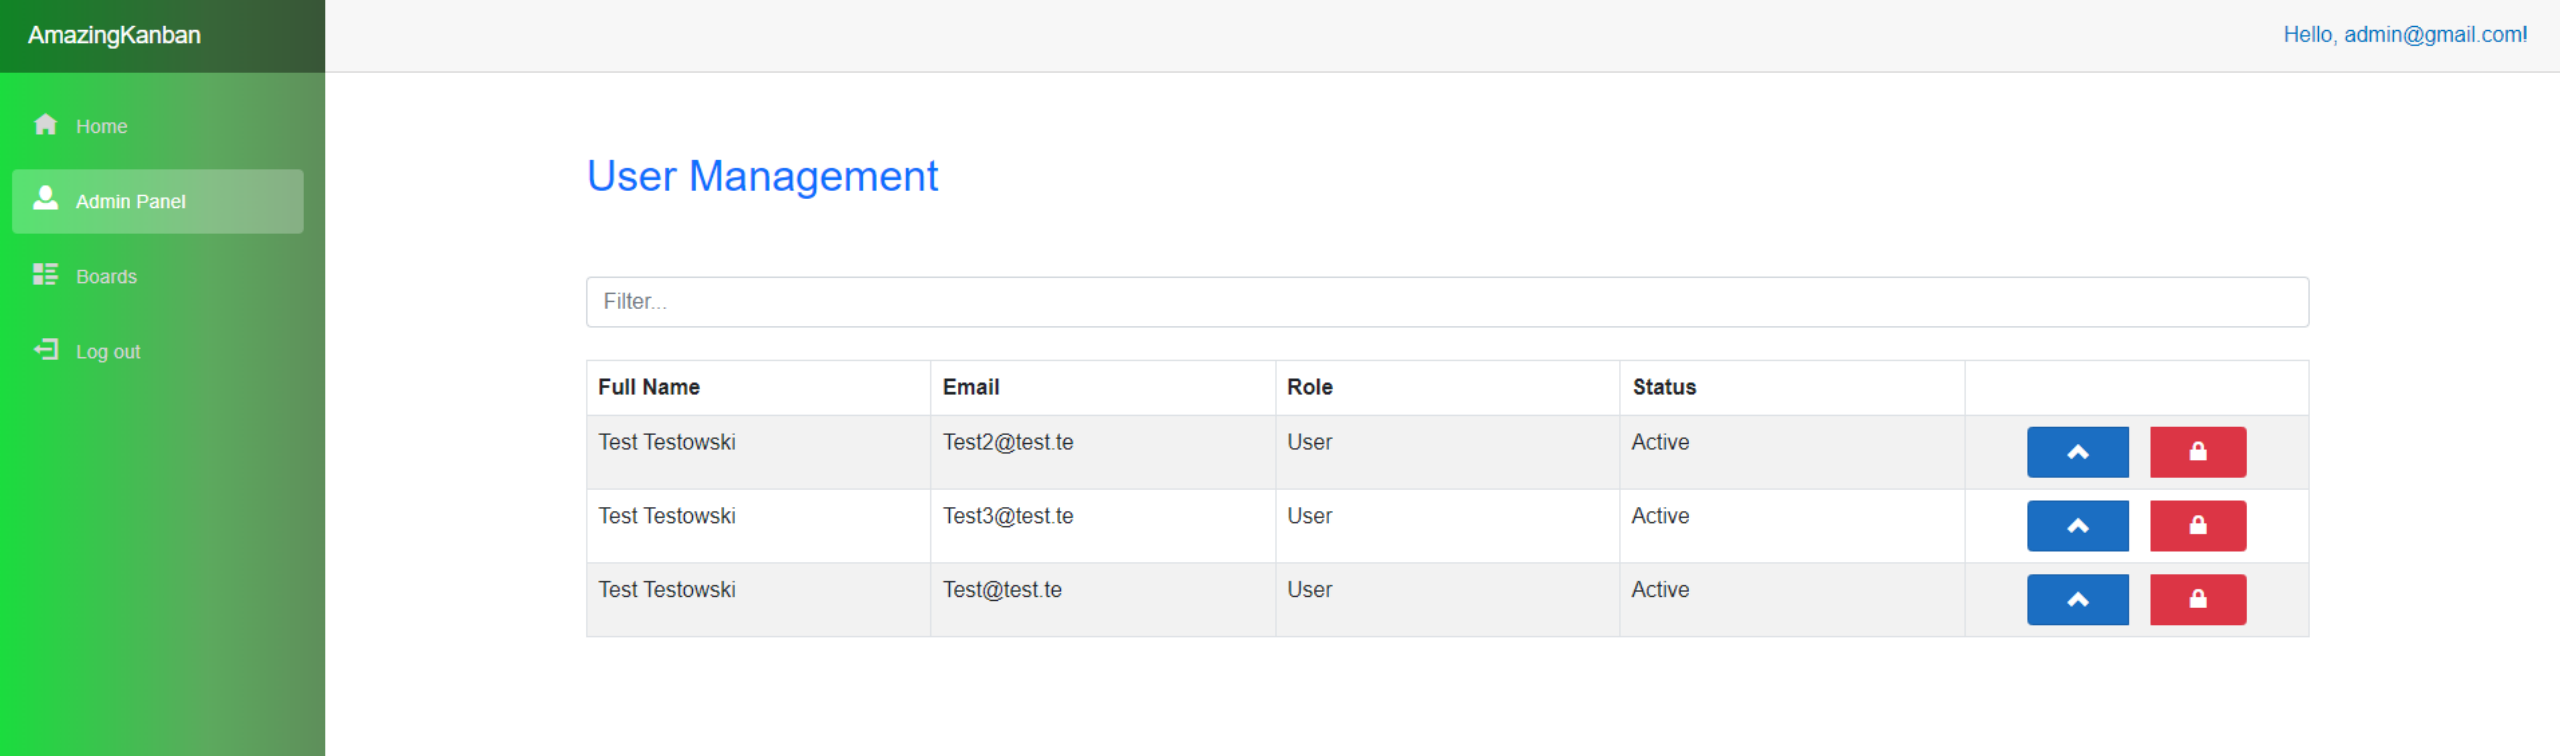 AmazingKanban
Hello, admin@gmail.com!
Home
Admin Panel
Boards
Log out
User Management
Filter...
Full Name Email Role Status
Test Testowski Test2@test.te User Active
Test Testowski Test3@test.te User Active
Test Testowski Test@test.te User Active